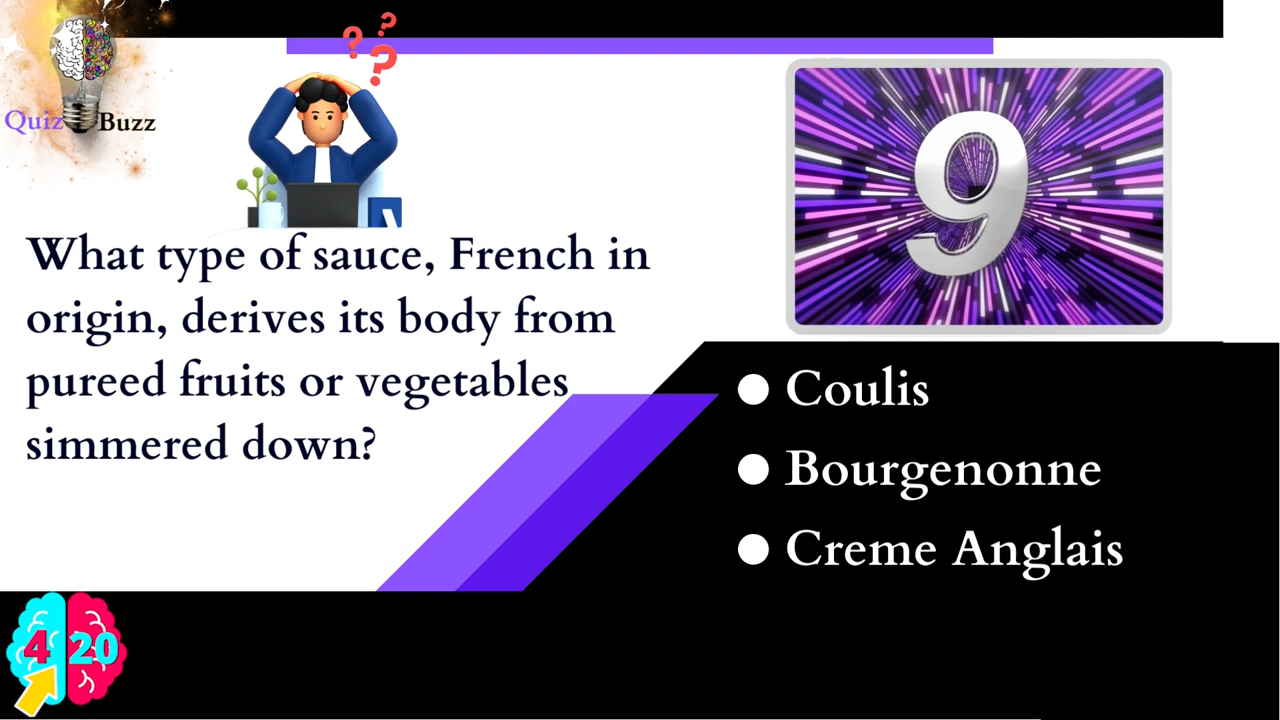 ? ? ?
Quiz Buzz
9
What type of sauce, French in
origin, derives its body from
pureed fruits or vegetables
simmered down?
Coulis
Bourgenonne
Creme Anglais
4 20